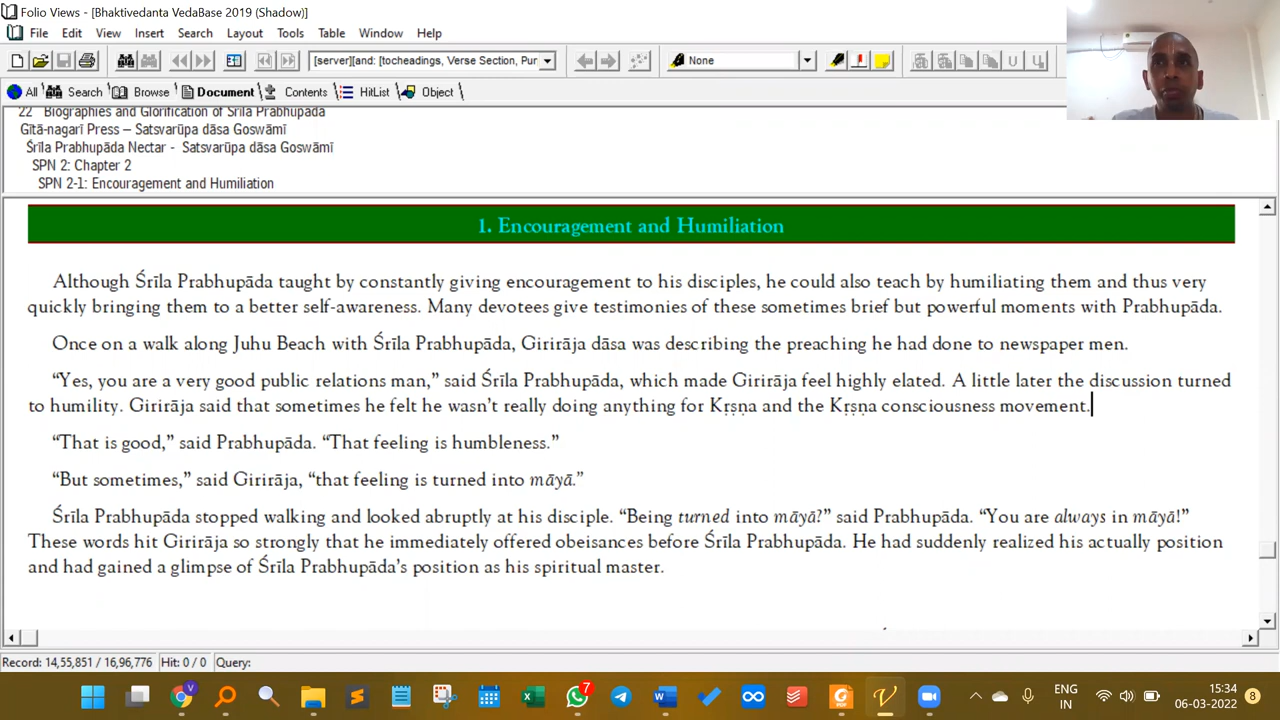 Folio Views - [Bhaktivedanta VedaBase 2019 (Shadow)]
File Edit View Insert Search Layout Tools Table Window Help
[server][and: [tocheadings, Verse Section, Pur None
All Search Browse Document Contents HitList Object
22 Biographies and Glorification of Śrīla Prabhupāda
Gītā-nagarī Press – Satsvarūpa dāsa Goswāmī
Śrīla Prabhupāda Nectar - Satsvarūpa dāsa Goswāmī
SPN 2: Chapter 2
SPN 2-1: Encouragement and Humiliation
1. Encouragement and Humiliation
Although Śrīla Prabhupāda taught by constantly giving encouragement to his disciples, he could also teach by humiliating them and thus very
quickly bringing them to a better self-awareness. Many devotees give testimonies of these sometimes brief but powerful moments with Prabhupāda.
Once on a walk along Juhu Beach with Śrīla Prabhupāda, Girirāja dāsa was describing the preaching he had done to newspaper men.
“Yes, you are a very good public relations man,” said Śrīla Prabhupāda, which made Girirāja feel highly elated. A little later the discussion turned
to humility. Girirāja said that sometimes he felt he wasn’t really doing anything for Kṛṣṇa and the Kṛṣṇa consciousness movement.
“That is good,” said Prabhupāda. “That feeling is humbleness.”
“But sometimes,” said Girirāja, “that feeling is turned into māyā.”
Śrīla Prabhupāda stopped walking and looked abruptly at his disciple. “Being turned into māyā?” said Prabhupāda. “You are always in māyā!”
These words hit Girirāja so strongly that he immediately offered obeisances before Śrīla Prabhupāda. He had suddenly realized his actually position
and had gained a glimpse of Śrīla Prabhupāda’s position as his spiritual master.
Record: 14,55,851 / 16,96,776 Hit: 0 / 0 Query:
V 7 ENG 15:34
IN 06-03-2022 8